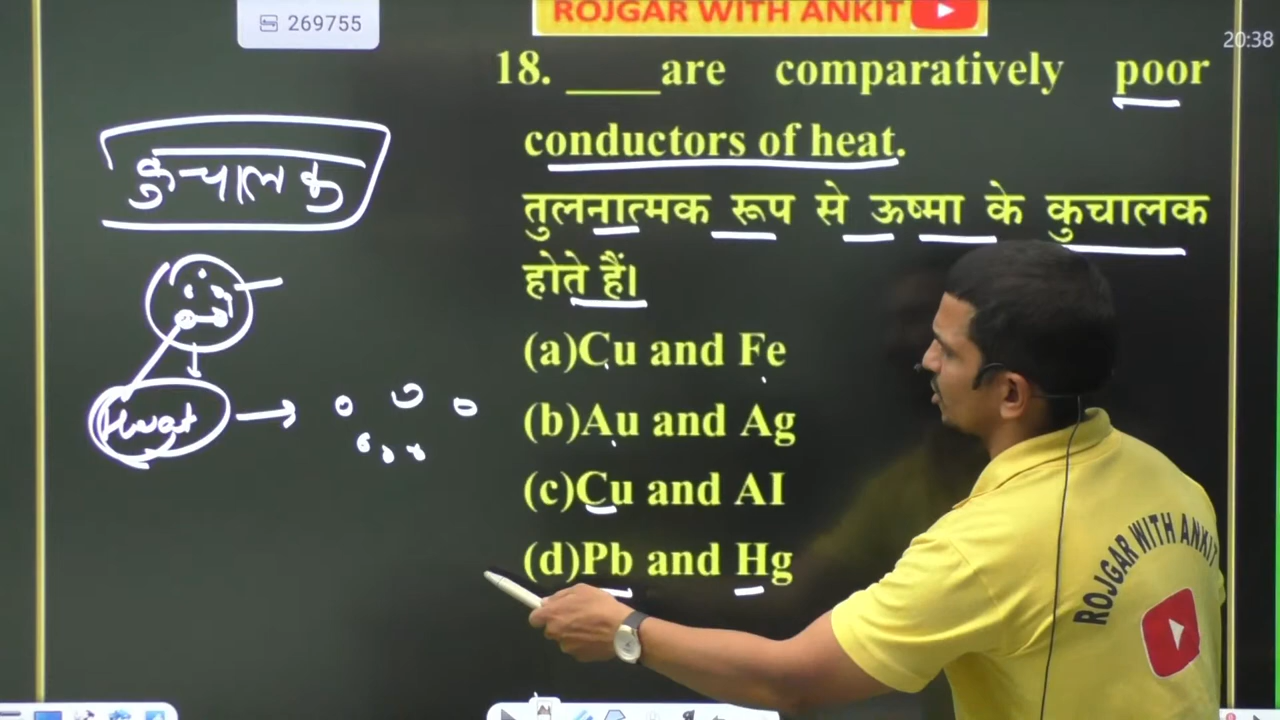 269755
ROJGAR WITH ANKIT
20:38
18. ____are comparatively poor
conductors of heat.
तुलनात्मक रूप से ऊष्मा के कुचालक
होते हैं।
(a)Cu and Fe
(b)Au and Ag
(c)Cu and AI
(d)Pb and Hg
कुचालक
Heat
ROJGAR WITH ANKIT